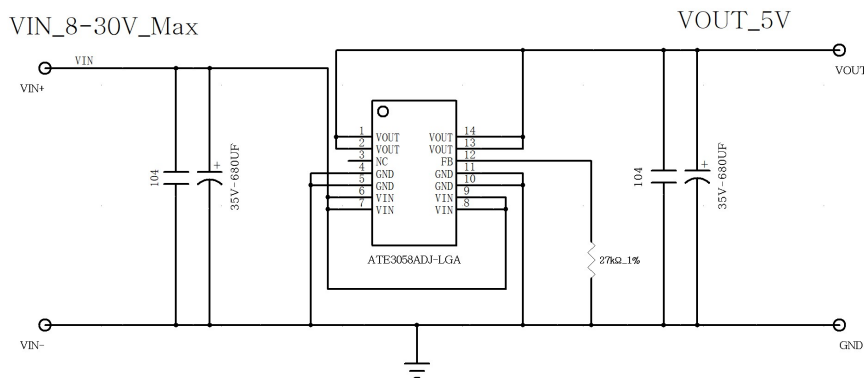 VIN_8-30V_Max
VOUT_5V
VIN
VIN+
VOUT
1 VOUT VOUT 14
2 VOUT VOUT 13
3 NC FB 12
4 GND GND 11
5 GND GND 10
6 VIN VIN 9
7 VIN VIN 8
104
+
35V-680UF
104
+
35V-680UF
ATE3058ADJ-LGA
27kΩ_1%
VIN-
GND